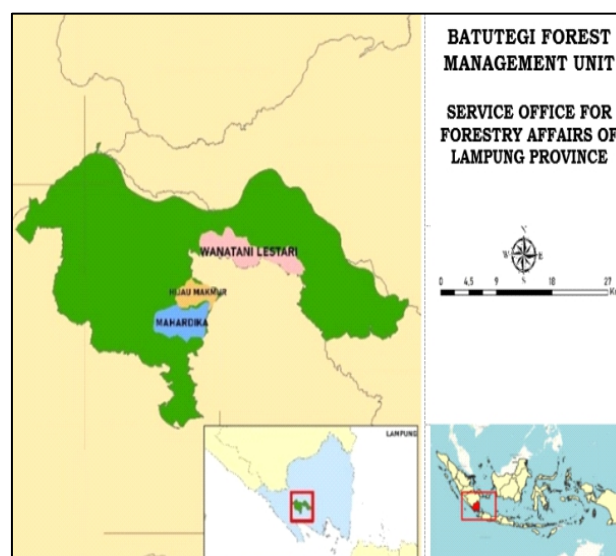 BATUTEGI FOREST
MANAGEMENT UNIT
SERVICE OFFICE FOR
FORESTRY AFFAIRS OF
LAMPUNG PROVINCE
WANATANI LESTARI
HIJAU MAKMUR
MAHARDIKA
N
W E
S
0 4,5 9 18 27
LAMPUNG